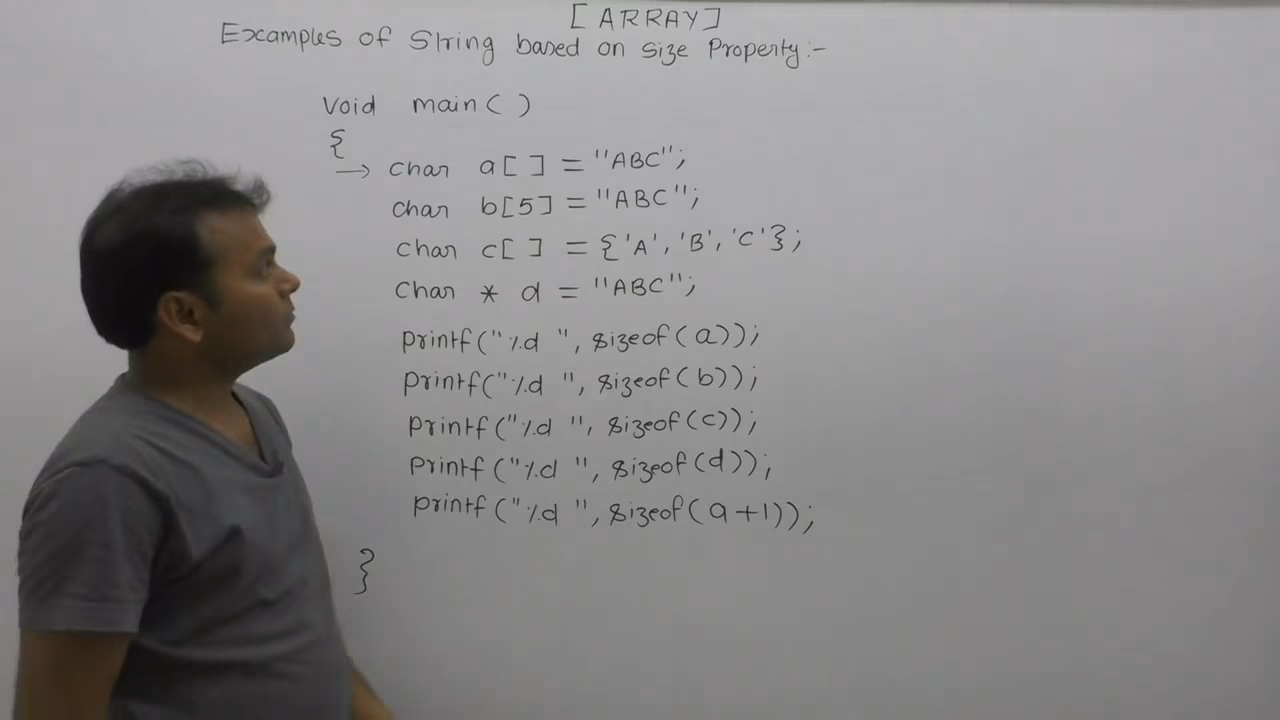 [ARRAY]
Examples of String based on Size Property:-
Void main( )
{
→ char a[ ] = "ABC";
char b[5] = "ABC";
char c[ ] = {'A', 'B', 'C'};
char * d = "ABC";
printf("%d ", sizeof(a));
printf("%d ", sizeof(b));
printf("%d ", sizeof(c));
printf("%d ", sizeof(d));
printf("%d ", sizeof(a+1));
}